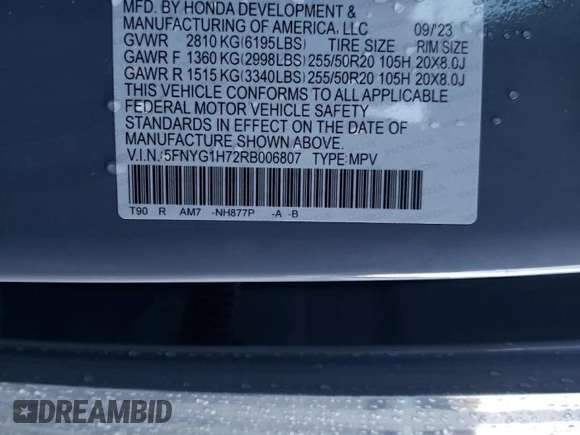 MFD. BY HONDA DEVELOPMENT &
MANUFACTURING OF AMERICA, LLC 09/23
GVWR 2810 KG(6195LBS) TIRE SIZE RIM SIZE
GAWR F 1360 KG(2998LBS) 255/50R20 105H 20X8.0J
GAWR R 1515 KG(3340LBS) 255/50R20 105H 20X8.0J
THIS VEHICLE CONFORMS TO ALL APPLICABLE
FEDERAL MOTOR VEHICLE SAFETY
STANDARDS IN EFFECT ON THE DATE OF
MANUFACTURE SHOWN ABOVE.
V.I.N.:5FNYG1H72RB006807 TYPE:MPV
T90 R AM7 -NH877P -A -B
DREAMBID